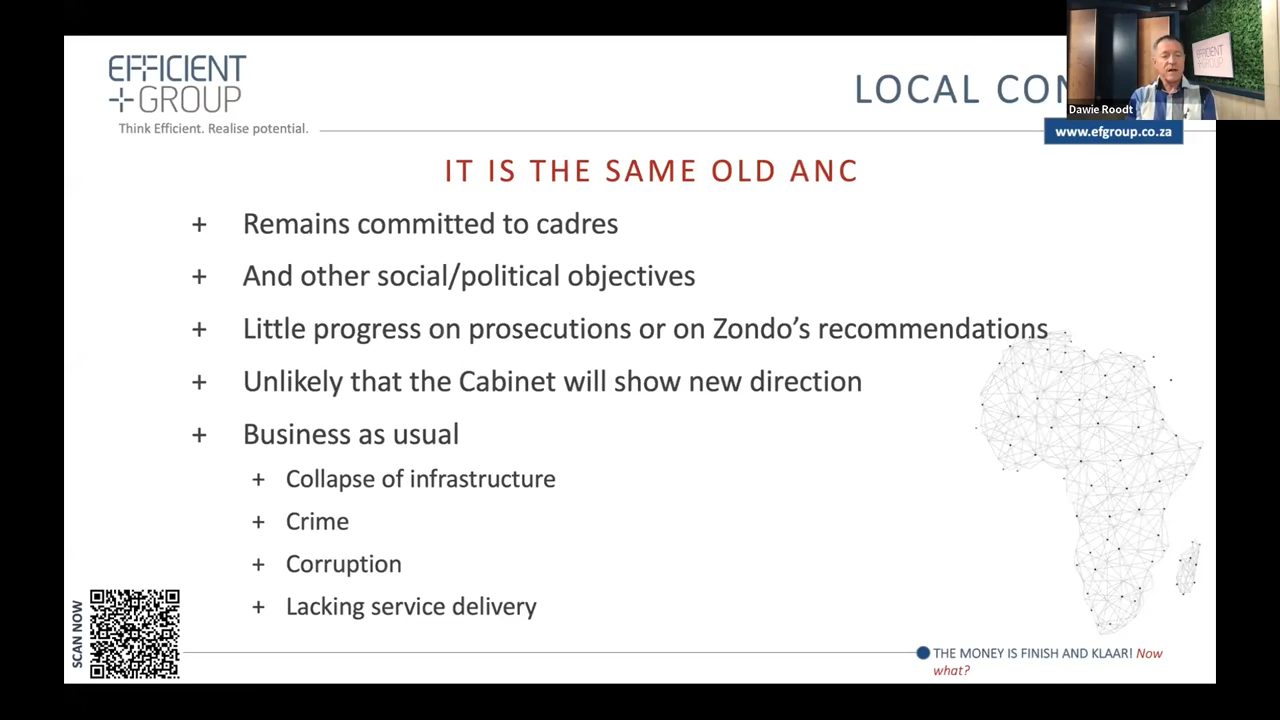 EFFICIENT
+GROUP
Think Efficient. Realise potential.
LOCAL CON
Dawie Roodt
EFFICIENT
GROUP
www.efgroup.co.za
IT IS THE SAME OLD ANC
+ Remains committed to cadres
+ And other social/political objectives
+ Little progress on prosecutions or on Zondo’s recommendations
+ Unlikely that the Cabinet will show new direction
+ Business as usual
+ Collapse of infrastructure
+ Crime
+ Corruption
+ Lacking service delivery
SCAN NOW
THE MONEY IS FINISH AND KLAAR! Now
what?